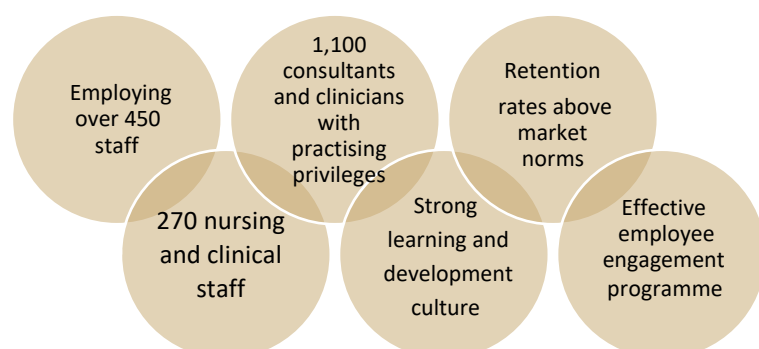 Employing
over 450
staff
1,100
consultants
and clinicians
with
practising
privileges
Retention
rates above
market
norms
270 nursing
and clinical
staff
Strong
learning and
development
culture
Effective
employee
engagement
programme